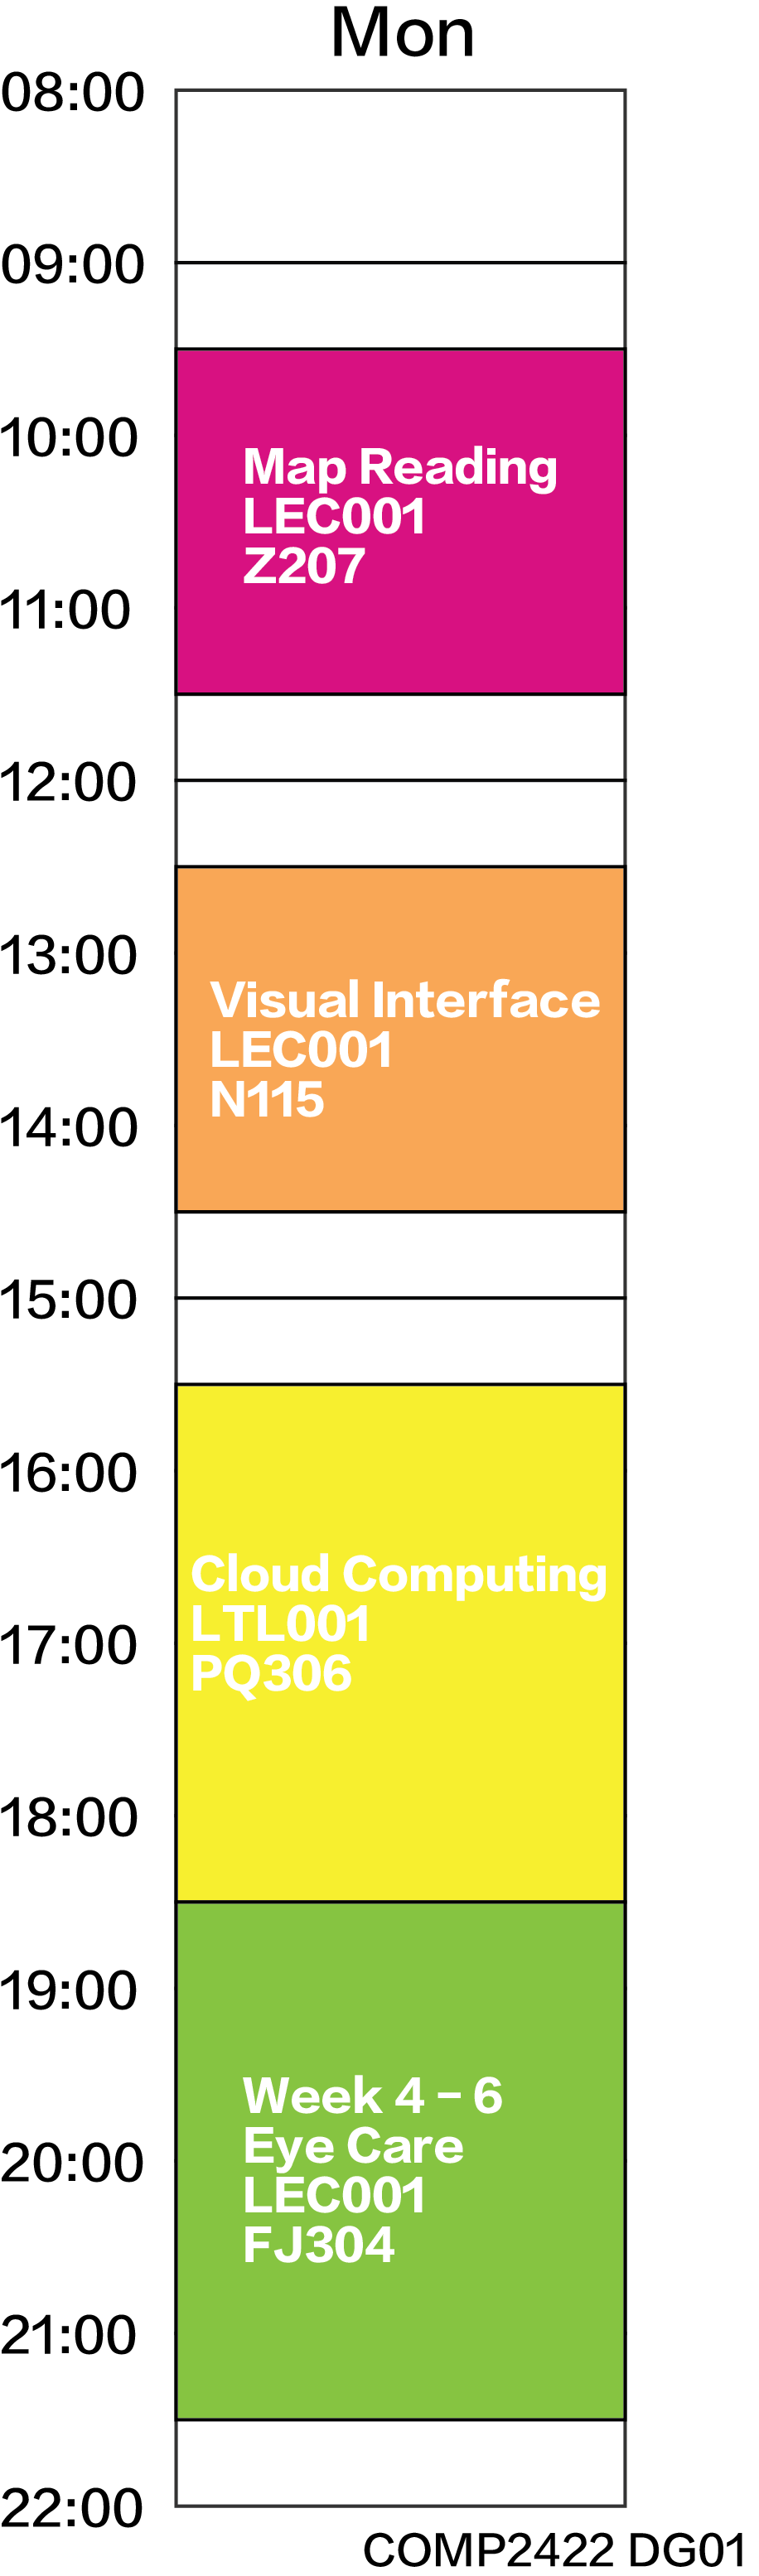 Mon
08:00
09:00
10:00
Map Reading
LEC001
Z207
11:00
12:00
13:00
Visual Interface
LEC001
N115
14:00
15:00
16:00
Cloud Computing
LTL001
17:00
PQ306
18:00
19:00
Week 4 – 6
Eye Care
20:00
LEC001
FJ304
21:00
22:00
COMP2422 DG01